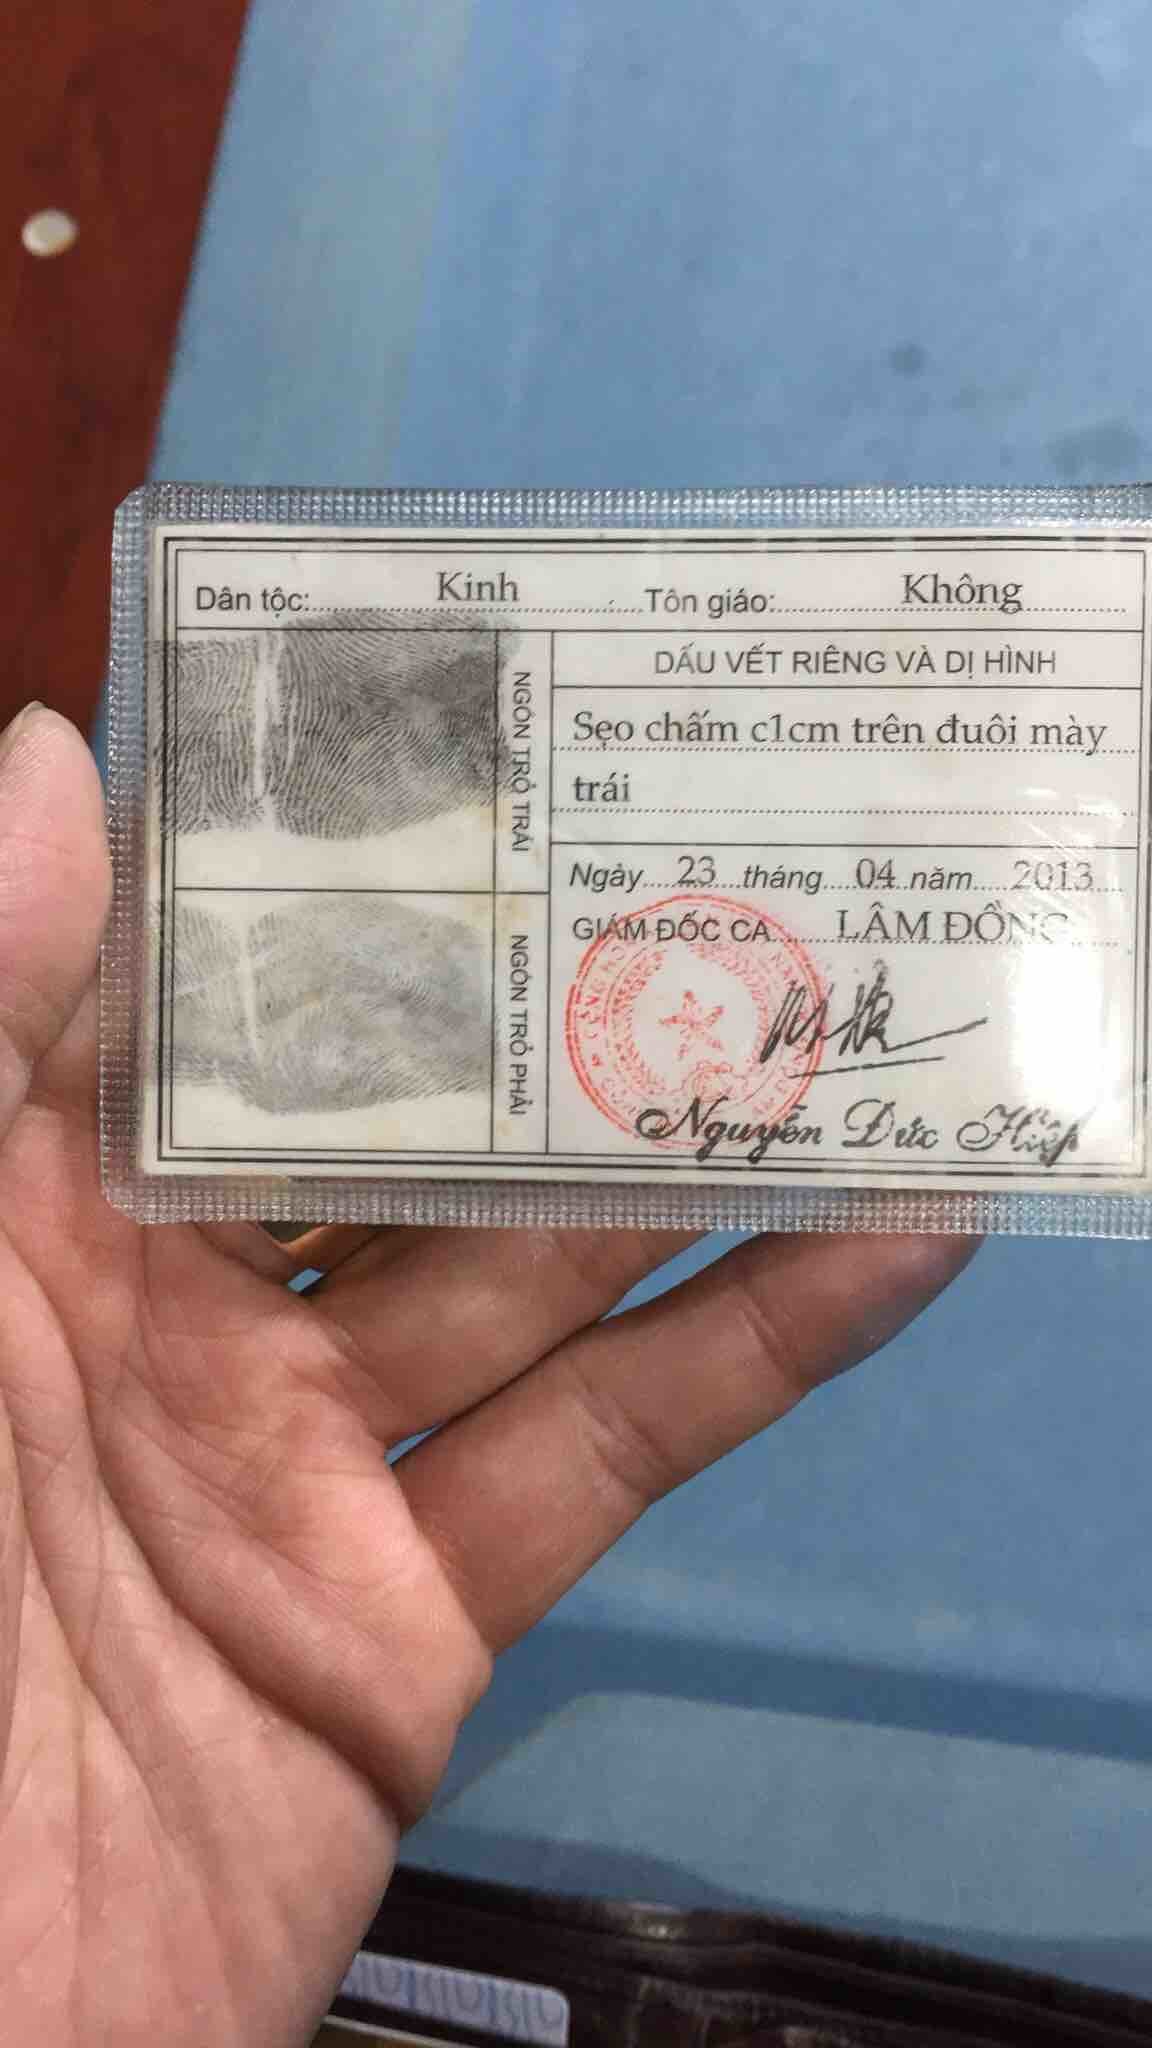 Dân tộc: Kinh Tôn giáo: Không
NGÓN TRỎ TRÁI
DẤU VẾT RIÊNG VÀ DỊ HÌNH
Sẹo chấm c1cm trên đuôi mày
trái
Ngày 23 tháng 04 năm 2013
NGÓN TRỎ PHẢI
GIÁM ĐỐC CA LÂM ĐỒNG
Nguyễn Đức Hiệp